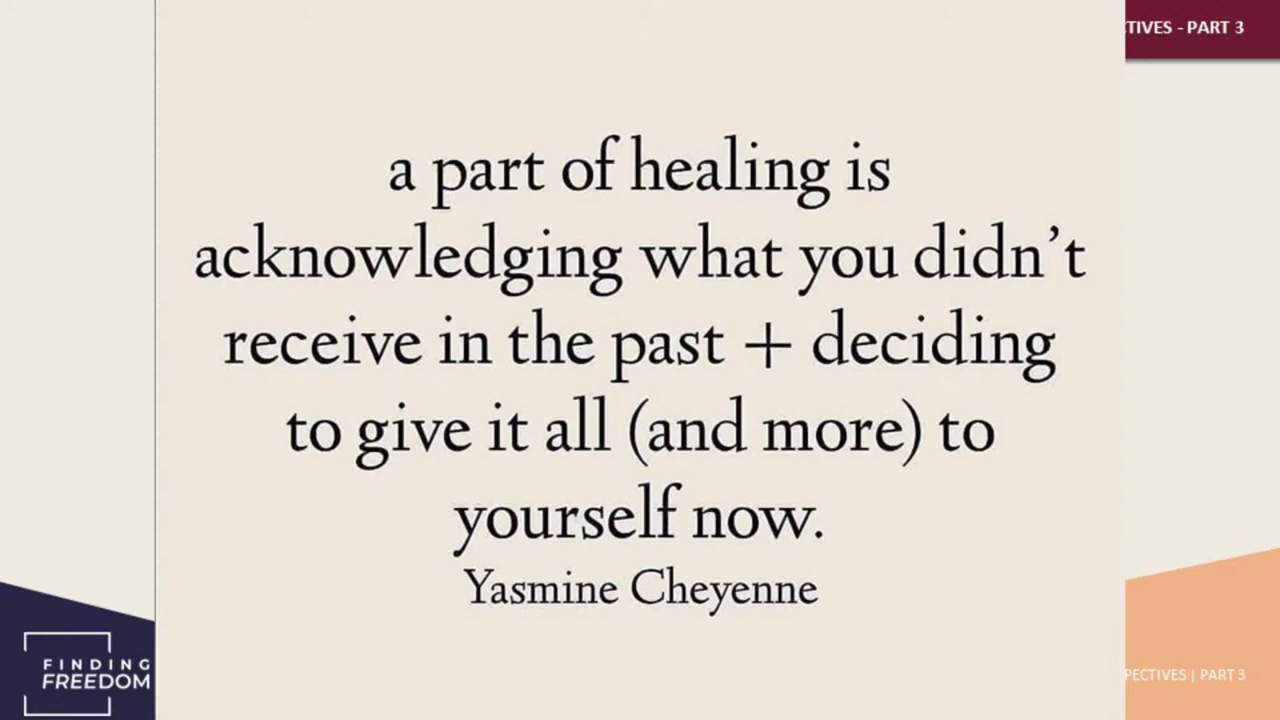 TIVES - PART 3
a part of healing is
acknowledging what you didn’t
receive in the past + deciding
to give it all (and more) to
yourself now.
Yasmine Cheyenne
FINDING
FREEDOM
PECTIVES | PART 3